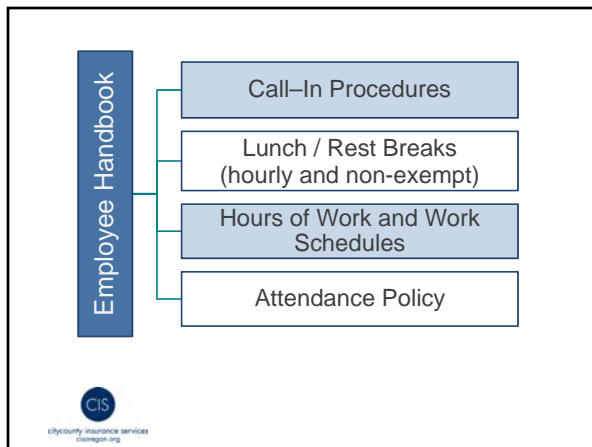 Employee Handbook
Call–In Procedures
Lunch / Rest Breaks
(hourly and non-exempt)
Hours of Work and Work
Schedules
Attendance Policy
CIS
citycounty insurance services
cisoregon.org